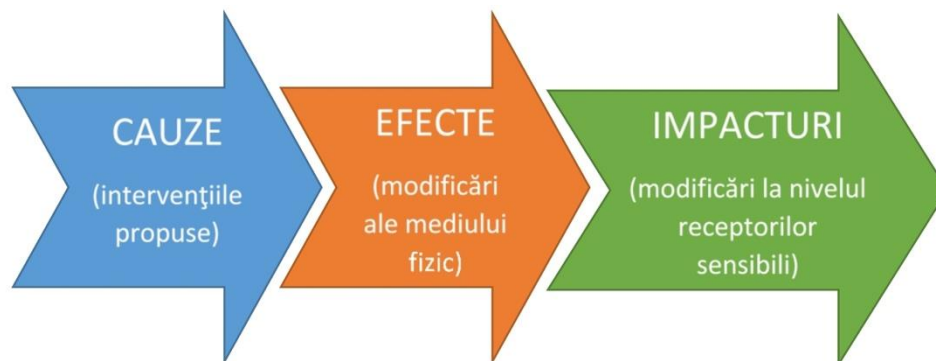 CAUZE
(intervenţiile
propuse)
EFECTE
(modificări
ale mediului
fizic)
IMPACTURI
(modificări la nivelul
receptorilor
sensibili)